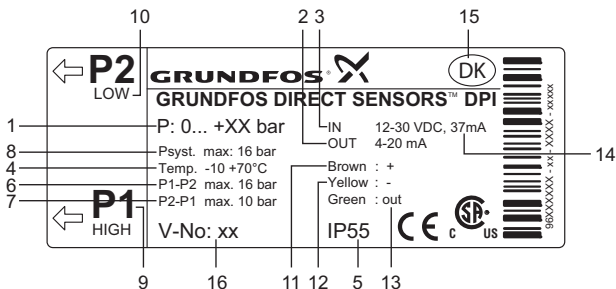 10 2 3 15
P2 GRUNDFOS DK
LOW
GRUNDFOS DIRECT SENSORS™ DPI
1 P: 0... +XX bar IN 12-30 VDC, 37mA
OUT 4-20 mA 14
8 Psyst. max: 16 bar
4 Temp. -10 +70°C Brown : +
6 P1-P2 max. 16 bar Yellow : -
7 P2-P1 max. 10 bar Green : out
P1
HIGH
V-No: xx IP55 CE C SA US
96XXXXXX - xx - XXXX - xxxxx
9 16 11 12 5 13